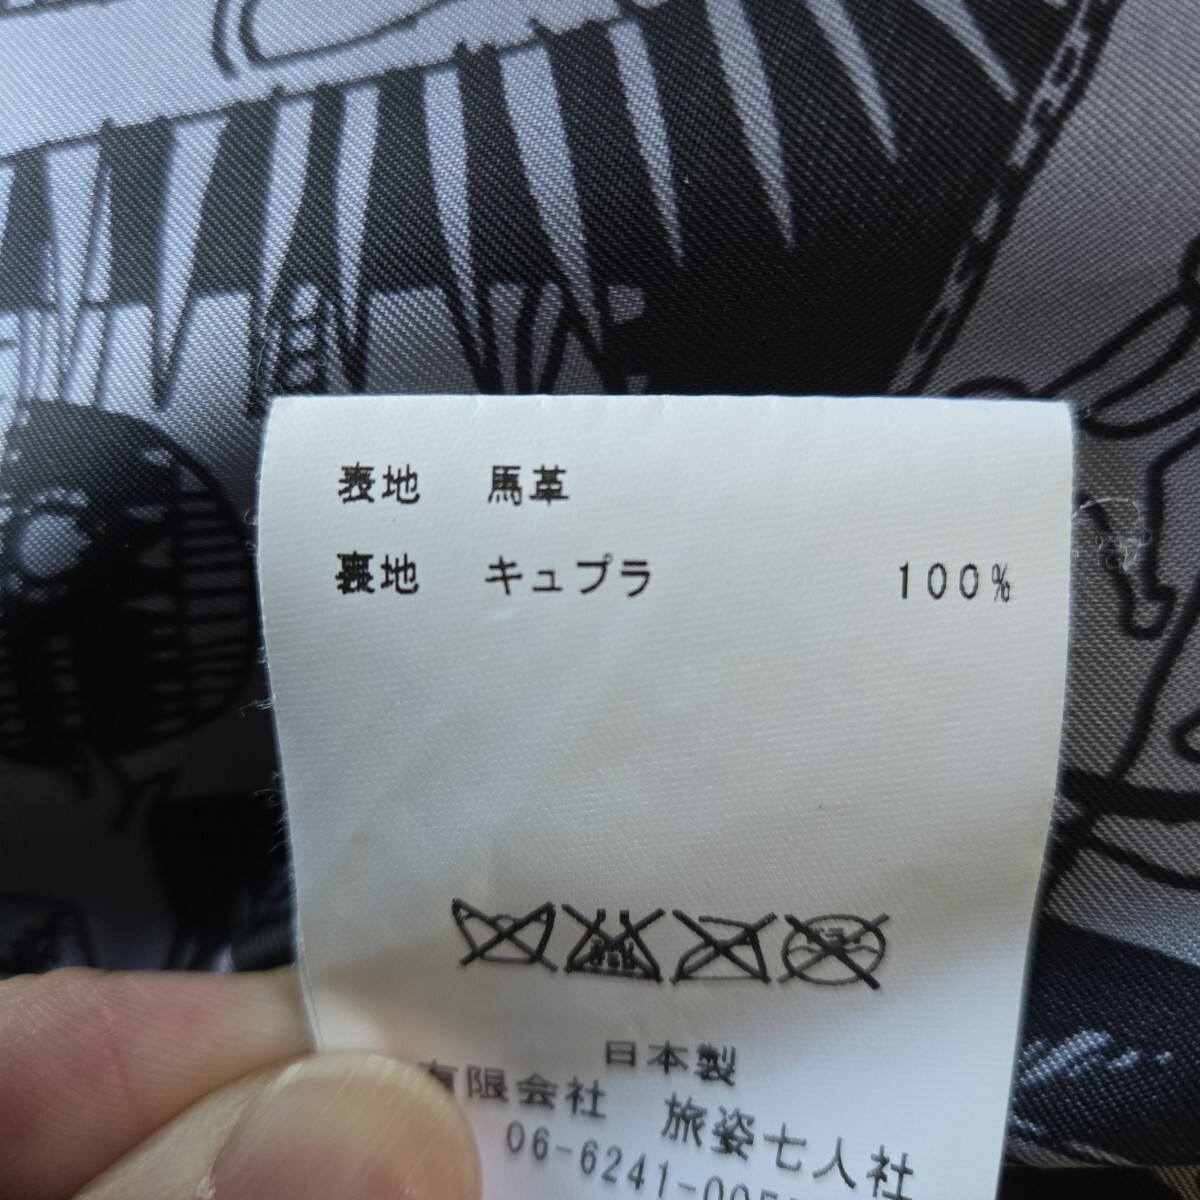 表地　馬革
裏地　キュプラ　100%
日本製
有限会社　旅姿七人社
06-6241-005